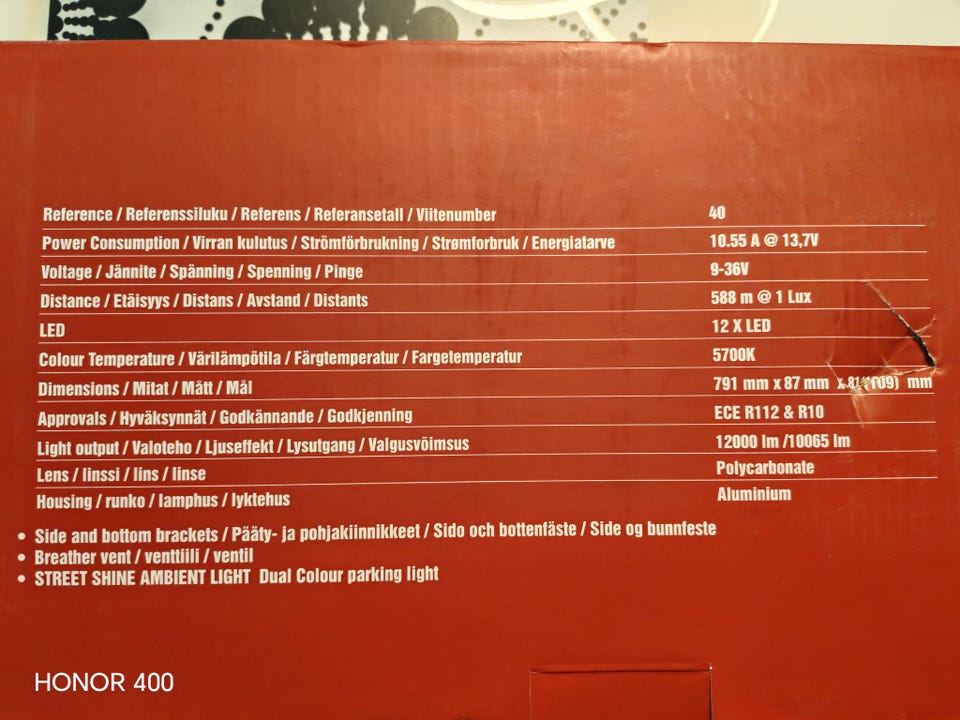 Reference / Referenssiluku / Referens / Referansetall / Viitenumber 40
Power Consumption / Virran kulutus / Strömförbrukning / Strømforbruk / Energiatarve 10.55 A @ 13,7V
Voltage / Jännite / Spänning / Spenning / Pinge 9-36V
Distance / Etäisyys / Distans / Avstand / Distants 588 m @ 1 Lux
LED 12 X LED
Colour Temperature / Värilämpötila / Färgtemperatur / Fargetemperatur 5700K
Dimensions / Mitat / Mått / Mål 791 mm x 87 mm x 81 (109) mm
Approvals / Hyväksynnät / Godkännande / Godkjenning ECE R112 & R10
Light output / Valoteho / Ljuseffekt / Lysutgang / Valgusvõimsus 12000 lm /10065 lm
Lens / linssi / lins / linse Polycarbonate
Housing / runko / lamphus / lyktehus Aluminium
• Side and bottom brackets / Pääty- ja pohjakiinnikkeet / Sido och bottenfäste / Side og bunnfeste
• Breather vent / venttiili / ventil
• STREET SHINE AMBIENT LIGHT Dual Colour parking light
HONOR 400